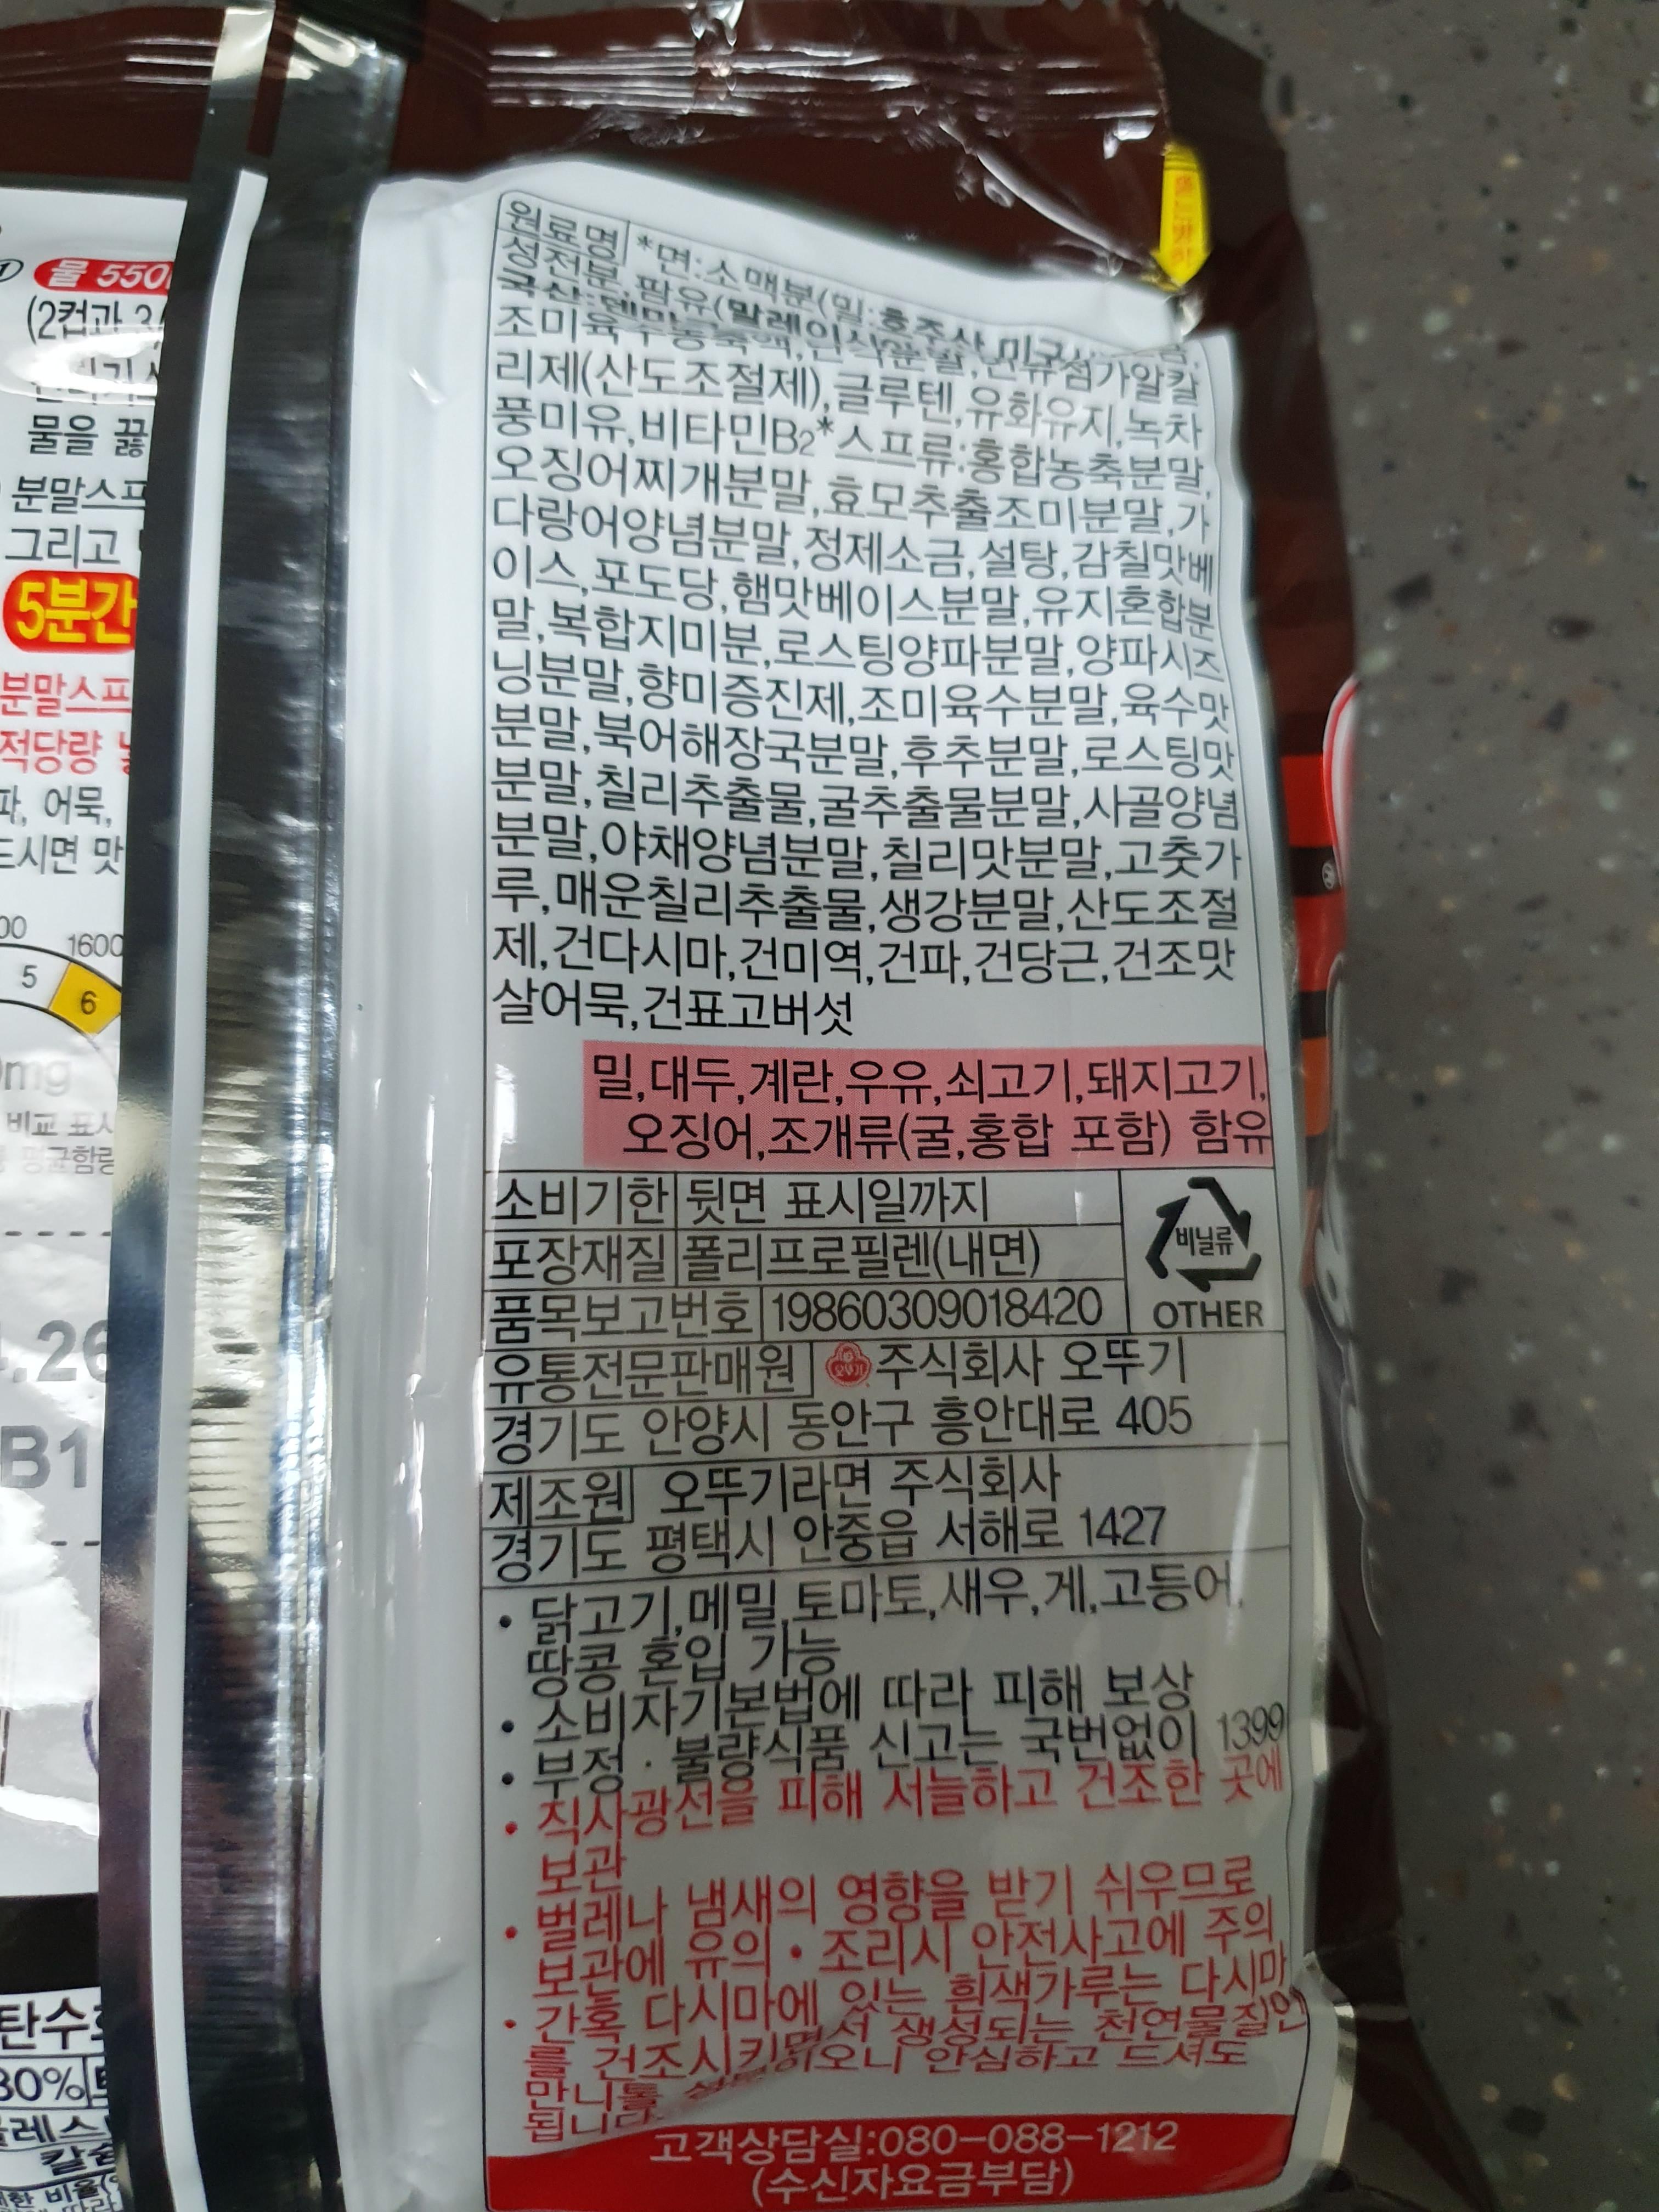 물 550
(2컵과 3/
물을 끓
분말스프
그리고
5분간
분말스프
적당량
파, 어묵,
드시면 맛
1600
5
6
mg
비교 표시
평균함량
.26
B1
탄수
30%
원료명 *면:소맥분(밀:호주산,미국산),
성전분,팜유(말레이
조미육수농축액,
리제(산도조절제),글루텐,유화유지,녹차
풍미유,비타민B2*스프류:홍합농축분말,
오징어찌개분말,효모추출조미분말,가
다랑어양념분말,정제소금,설탕,감칠맛베
이스,포도당,햄맛베이스분말,유지혼합분
말,복합지미분,로스팅양파분말,양파시즈
닝분말,향미증진제,조미육수분말,육수맛
분말,북어해장국분말,후추분말,로스팅맛
분말,칠리추출물,굴추출물분말,사골양념
분말,야채양념분말,칠리맛분말,고춧가
루,매운칠리추출물,생강분말,산도조절
제,건다시마,건미역,건파,건당근,건조맛
살어묵,건표고버섯
밀,대두,계란,우유,쇠고기,돼지고기,
오징어,조개류(굴,홍합 포함) 함유
소비기한 뒷면 표시일까지
포장재질 폴리프로필렌(내면)
품목보고번호 19860309018420
비닐류
OTHER
유통전문판매원 오뚜기 주식회사 오뚜기
경기도 안양시 동안구 흥안대로 405
제조원 오뚜기라면 주식회사
경기도 평택시 안중읍 서해로 1427
• 닭고기,메밀,토마토,새우,게,고등어,
땅콩 혼입 가능
• 소비자기본법에 따라 피해 보상
• 부정·불량식품 신고는 국번없이 1399
• 직사광선을 피해 서늘하고 건조한 곳에
보관
• 벌레나 냄새의 영향을 받기 쉬우므로
보관에 유의 • 조리시 안전사고에 주의
• 간혹 다시마에 있는 흰색가루는 다시마
를 건조시키면서 생성되는 천연물질인
만니톨 성분이오니 안심하고 드셔도
됩니다.
고객상담실:080-088-1212
(수신자요금부담)